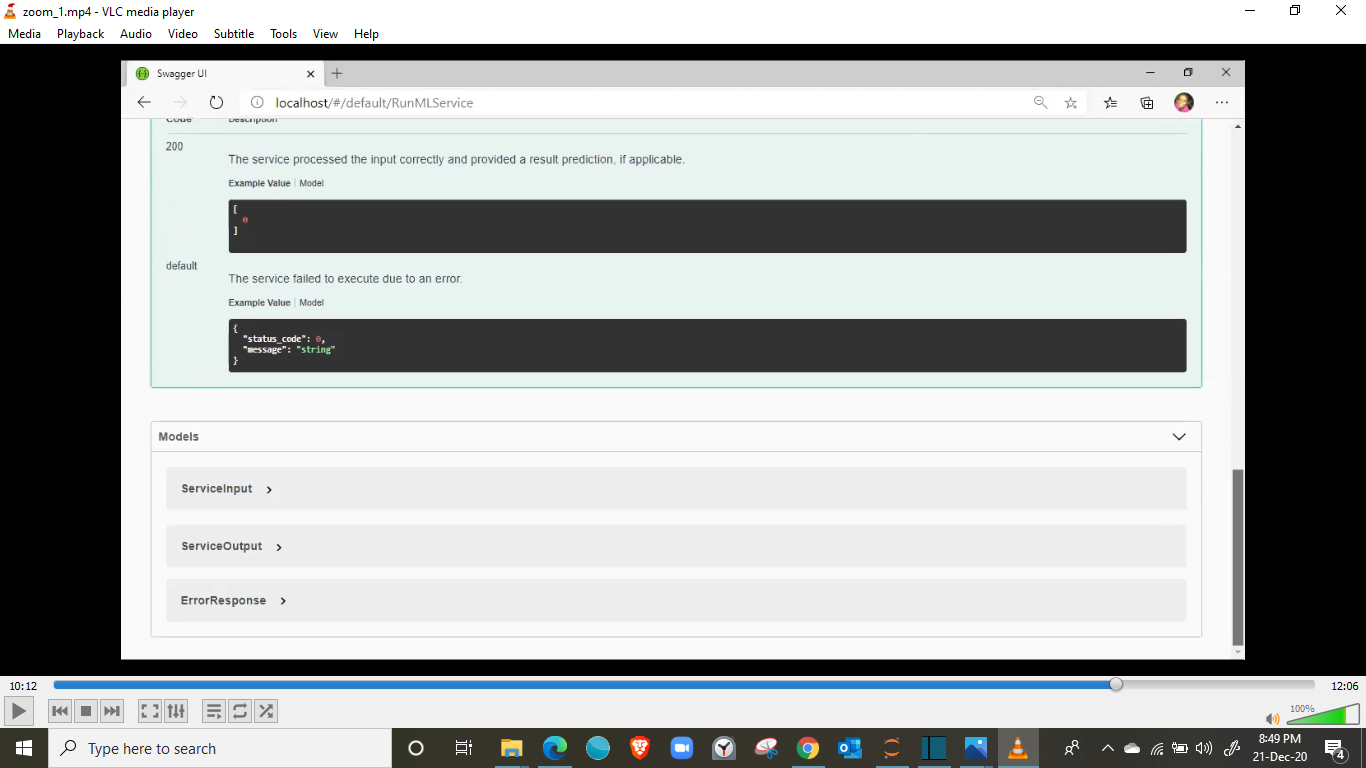 zoom_1.mp4 - VLC media player
Media Playback Audio Video Subtitle Tools View Help
Swagger UI
localhost/#/default/RunMLService
Code Description
200
The service processed the input correctly and provided a result prediction, if applicable.
Example Value | Model
[
0
]
default
The service failed to execute due to an error.
Example Value | Model
{
"status_code": 0,
"message": "string"
}
Models
ServiceInput
ServiceOutput
ErrorResponse
10:12 12:06
100%
Type here to search
8:49 PM
21-Dec-20
4